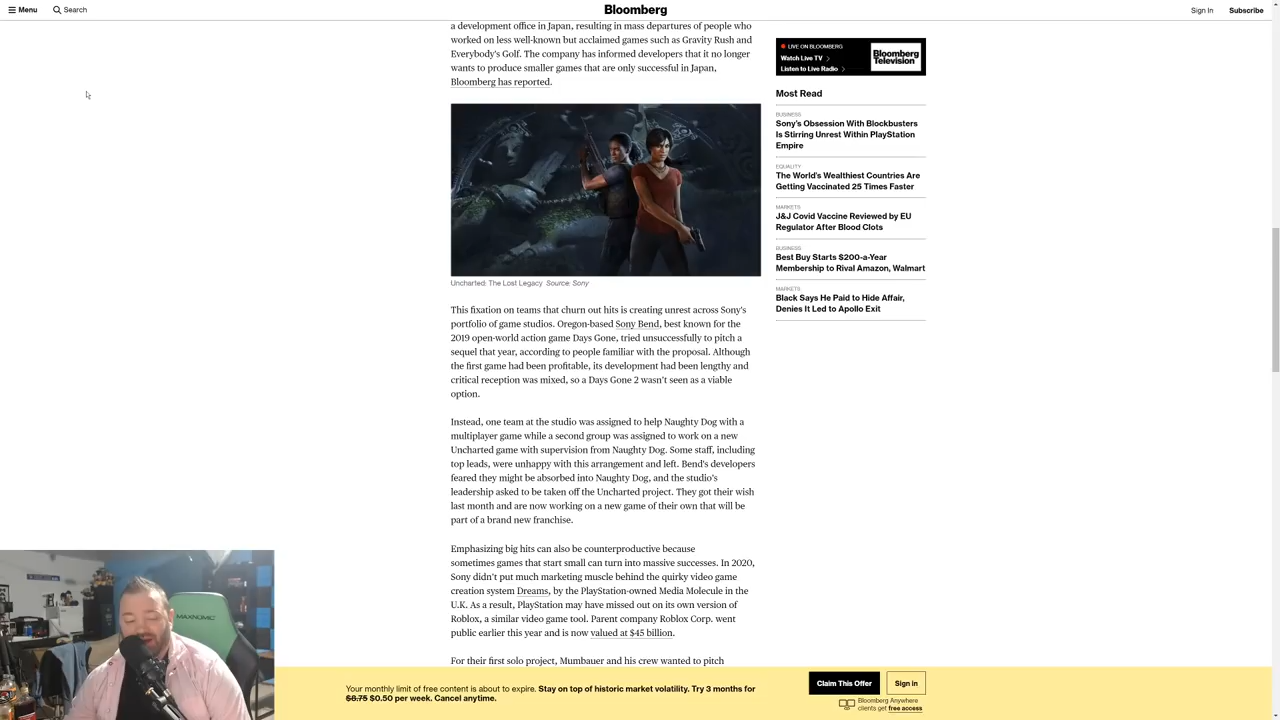 Menu
Search
Bloomberg
Sign In
Subscribe
a development office in Japan, resulting in mass departures of people who
worked on less well-known but acclaimed games such as Gravity Rush and
Everybody's Golf. The company has informed developers that it no longer
wants to produce smaller games that are only successful in Japan,
Bloomberg has reported.
Uncharted: The Lost Legacy Source: Sony
This fixation on teams that churn out hits is creating unrest across Sony's
portfolio of game studios. Oregon-based Sony Bend, best known for the
2019 open-world action game Days Gone, tried unsuccessfully to pitch a
sequel that year, according to people familiar with the proposal. Although
the first game had been profitable, its development had been lengthy and
critical reception was mixed, so a Days Gone 2 wasn't seen as a viable
option.
Instead, one team at the studio was assigned to help Naughty Dog with a
multiplayer game while a second group was assigned to work on a new
Uncharted game with supervision from Naughty Dog. Some staff, including
top leads, were unhappy with this arrangement and left. Bend's developers
feared they might be absorbed into Naughty Dog, and the studio's
leadership asked to be taken off the Uncharted project. They got their wish
last month and are now working on a new game of their own that will be
part of a brand new franchise.
Emphasizing big hits can also be counterproductive because
sometimes games that start small can turn into massive successes. In 2020,
Sony didn't put much marketing muscle behind the quirky video game
creation system Dreams, by the PlayStation-owned Media Molecule in the
U.K. As a result, PlayStation may have missed out on its own version of
Roblox, a similar video game tool. Parent company Roblox Corp. went
public earlier this year and is now valued at $45 billion.
For their first solo project, Mumbauer and his crew wanted to pitch
LIVE ON BLOOMBERG
Watch Live TV
Listen to Live Radio
Bloomberg
Television
Most Read
BUSINESS
Sony's Obsession With Blockbusters
Is Stirring Unrest Within PlayStation
Empire
EQUALITY
The World's Wealthiest Countries Are
Getting Vaccinated 25 Times Faster
MARKETS
J&J Covid Vaccine Reviewed by EU
Regulator After Blood Clots
BUSINESS
Best Buy Starts $200-a-Year
Membership to Rival Amazon, Walmart
MARKETS
Black Says He Paid to Hide Affair,
Denies It Led to Apollo Exit
MAXNOMIC
Your monthly limit of free content is about to expire. Stay on top of historic market volatility. Try 3 months for
$8.75 $0.50 per week. Cancel anytime.
Claim This Offer
Sign in
Bloomberg Anywhere
clients get free access